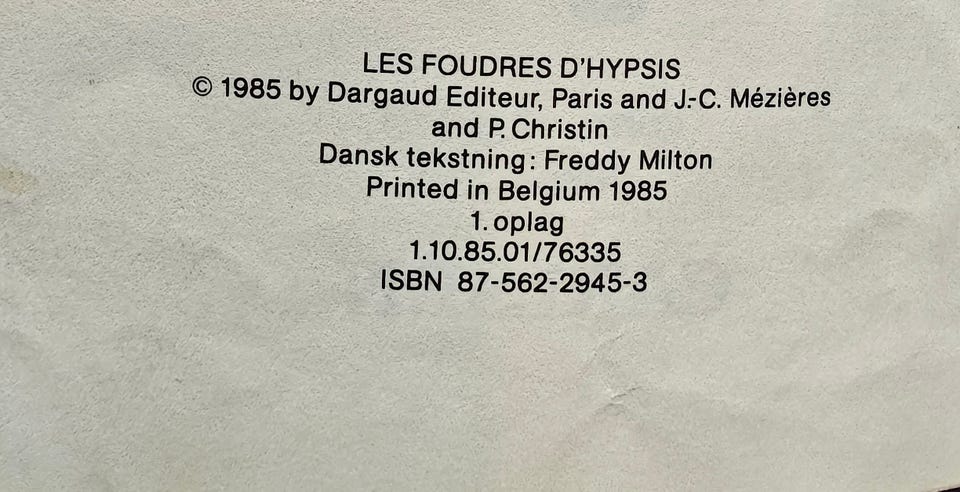 LES FOUDRES D'HYPSIS
© 1985 by Dargaud Editeur, Paris and J.-C. Mézières
and P. Christin
Dansk tekstning: Freddy Milton
Printed in Belgium 1985
1. oplag
1.10.85.01/76335
ISBN 87-562-2945-3